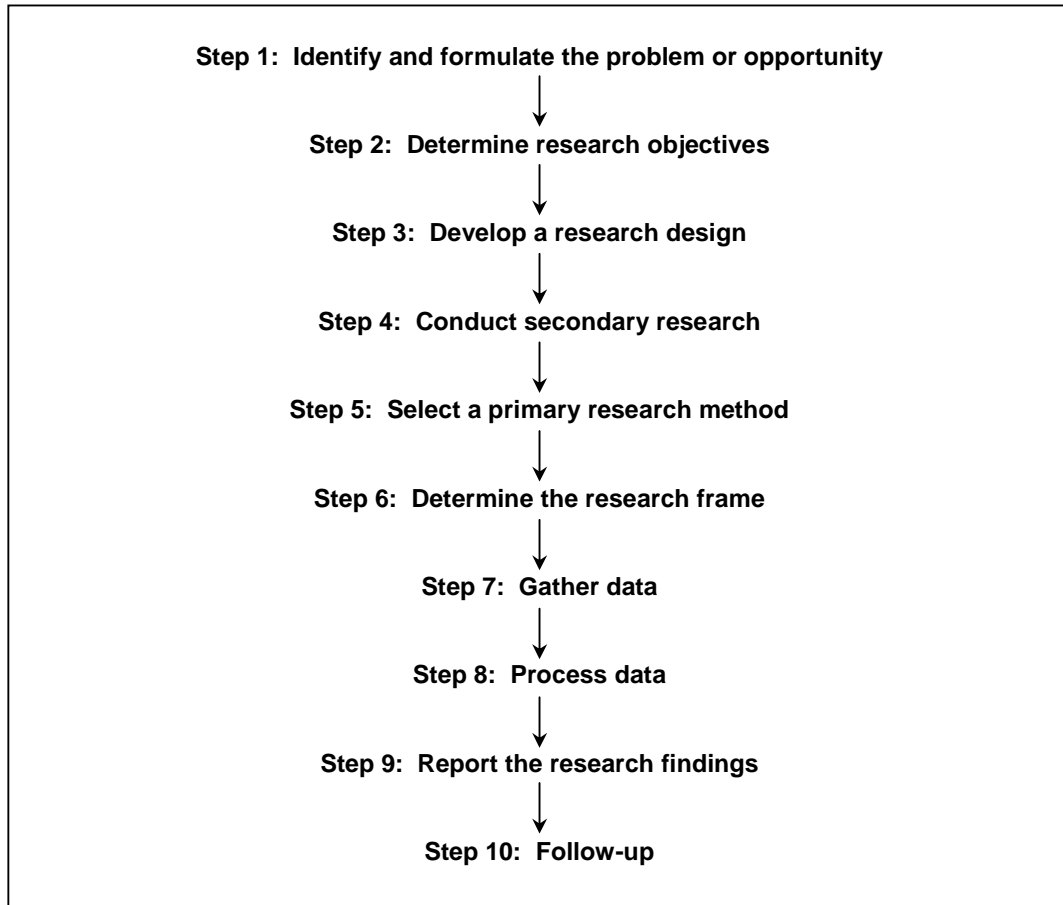 Step 1: Identify and formulate the problem or opportunity
Step 2: Determine research objectives
Step 3: Develop a research design
Step 4: Conduct secondary research
Step 5: Select a primary research method
Step 6: Determine the research frame
Step 7: Gather data
Step 8: Process data
Step 9: Report the research findings
Step 10: Follow-up